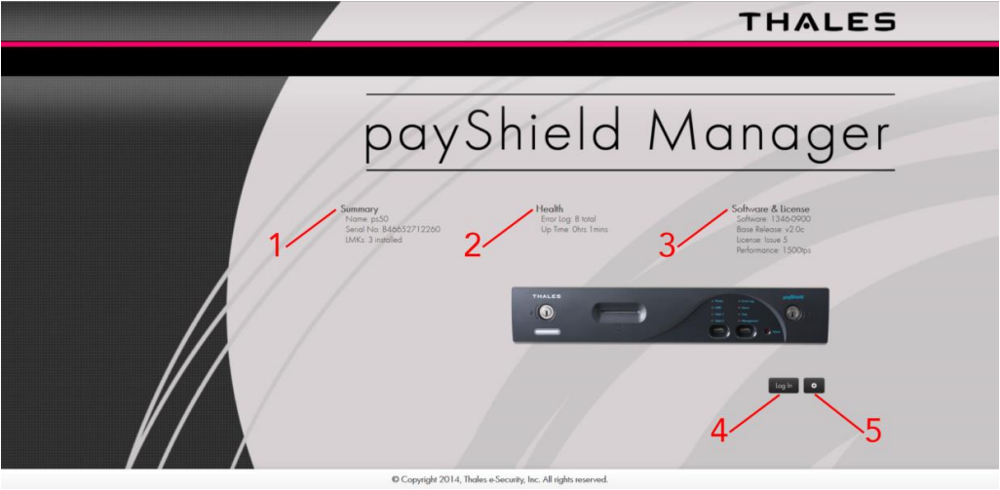 THALES
payShield Manager
Summary
Name: ps50
Serial No: B46652712260
LMKs: 3 installed
Health
Error Log: 8 total
Up Time: 0hrs 1mins
Software & License
Software: 1346-0900
Base Release: v2.0c
License: Issue 5
Performance: 1500tps
1
2
3
THALES
payShield
Log In
4
5
© Copyright 2014, Thales e-Security, Inc. All rights reserved.